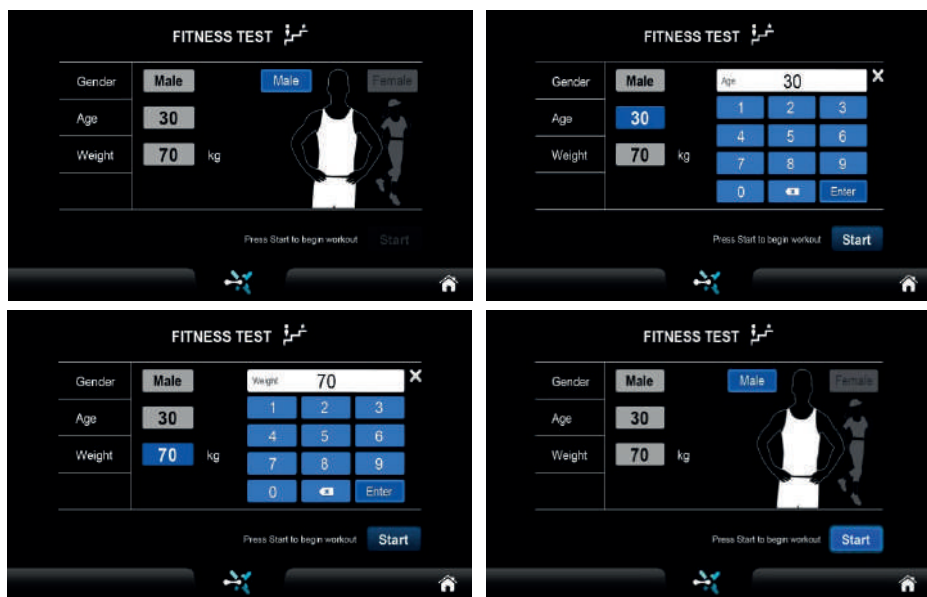 FITNESS TEST
Gender Male Male Female
Age 30
Weight 70 kg
Press Start to begin workout Start
FITNESS TEST
Gender Male Age 30
1 2 3
Age 30
4 5 6
Weight 70 kg
7 8 9
0 Enter
Press Start to begin workout Start
FITNESS TEST
Gender Male Weight 70
1 2 3
Age 30
4 5 6
Weight 70 kg
7 8 9
0 Enter
Press Start to begin workout Start
FITNESS TEST
Gender Male Male Female
Age 30
Weight 70 kg
Press Start to begin workout Start